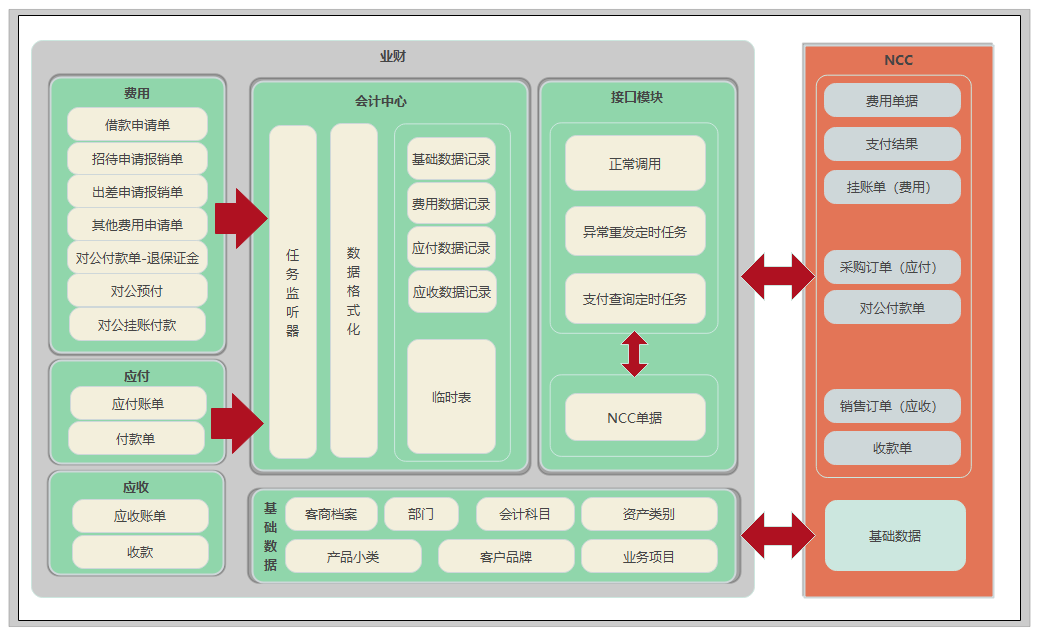 业财
费用
借款申请单
招待申请报销单
出差申请报销单
其他费用申请单
对公付款单-退保证金
对公预付
对公挂账付款
应付
应付账单
付款单
应收
应收账单
收款
会计中心
任务监听器
数据格式化
基础数据记录
费用数据记录
应付数据记录
应收数据记录
临时表
接口模块
正常调用
异常重发定时任务
支付查询定时任务
NCC单据
基础数据
客商档案
部门
会计科目
资产类别
产品小类
客户品牌
业务项目
NCC
费用单据
支付结果
挂账单（费用）
采购订单（应付）
对公付款单
销售订单（应收）
收款单
基础数据